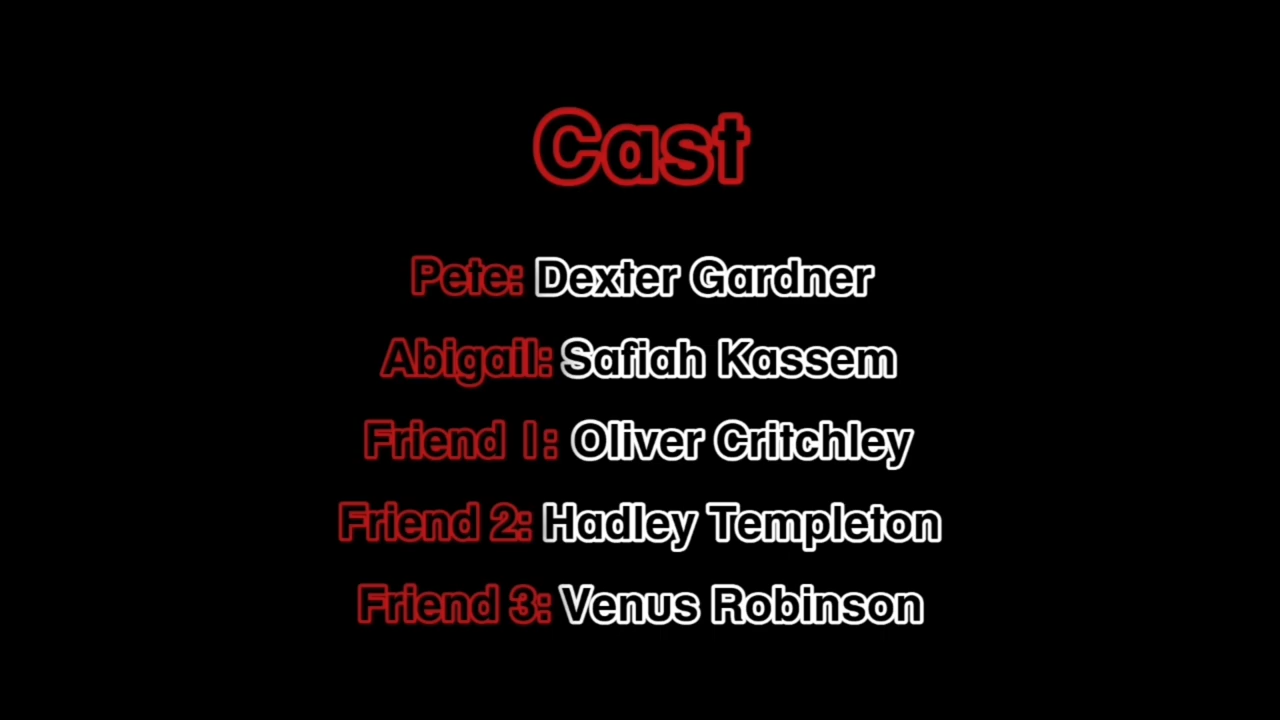 Cast
Pete: Dexter Gardner
Abigail: Safiah Kassem
Friend 1: Oliver Critchley
Friend 2: Hadley Templeton
Friend 3: Venus Robinson